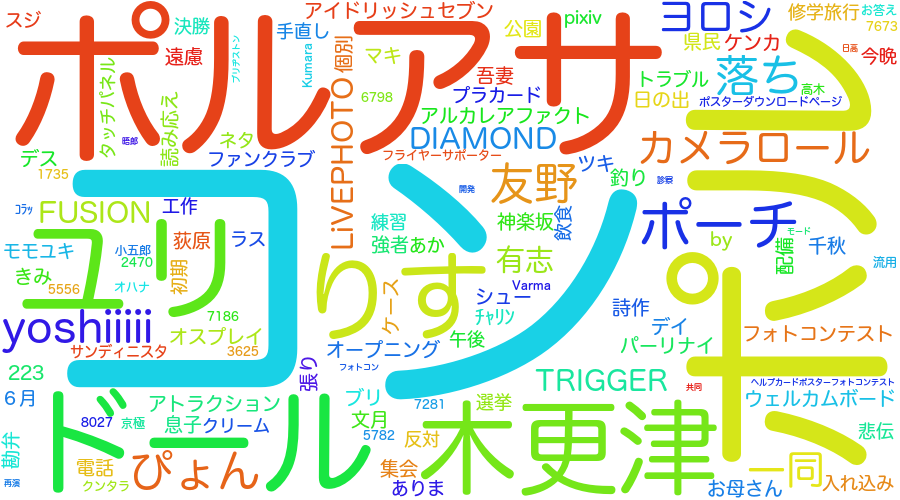 スジ
ポルアサ
アイドリッシュセブン
pixiv
ヨロシ
修学旅行
お答え
7673
決勝
手直し
公園
県民
ケンカ
日高
今晩
遠慮
Kumara
個別
マキ
吾妻
落ち
タッチパネル
読み応え
6798
プラカード
トラブル
高木
日の出
ポスターダウンロードページ
暗郎
ネタ
LiVEPHOTO
アルカレアファクト
DIAMOND
カメラロール
デス
1735
ファンクラブ
フライヤーサポーター
ツキ
釣り
診察
コンノ
友野
開発
ポーチ
ｺﾗｯ
FUSION
工作
練習
神楽坂
飲食
by
モード
モモユキ
小五郎
荻原
ラス
強者
あか
有志
配備
千秋
ユリ
2470
きみ
オハナ
初期
りす
ケース
Varma
流用
5556
7186
シュー
詩作
yoshiiiii
オスプレイ
ﾁｬﾘﾝ
デイ
フォトコンテスト
サンディニスタ
3625
オープニング
午後
パーリナイ
223
張り
フォトコン
TRIGGER
共同
ヘルプカードポスターフォトコンテスト
6月
ドール
アトラクション
ブリ
7281
選挙
木更津
ウェルカムボード
8027
京極
息子
クリーム
文月
5782
反対
悲伝
勘弁
電話
ぴょん
集会
一同
入れ込み
再演
クンタラ
ありま
お母さん